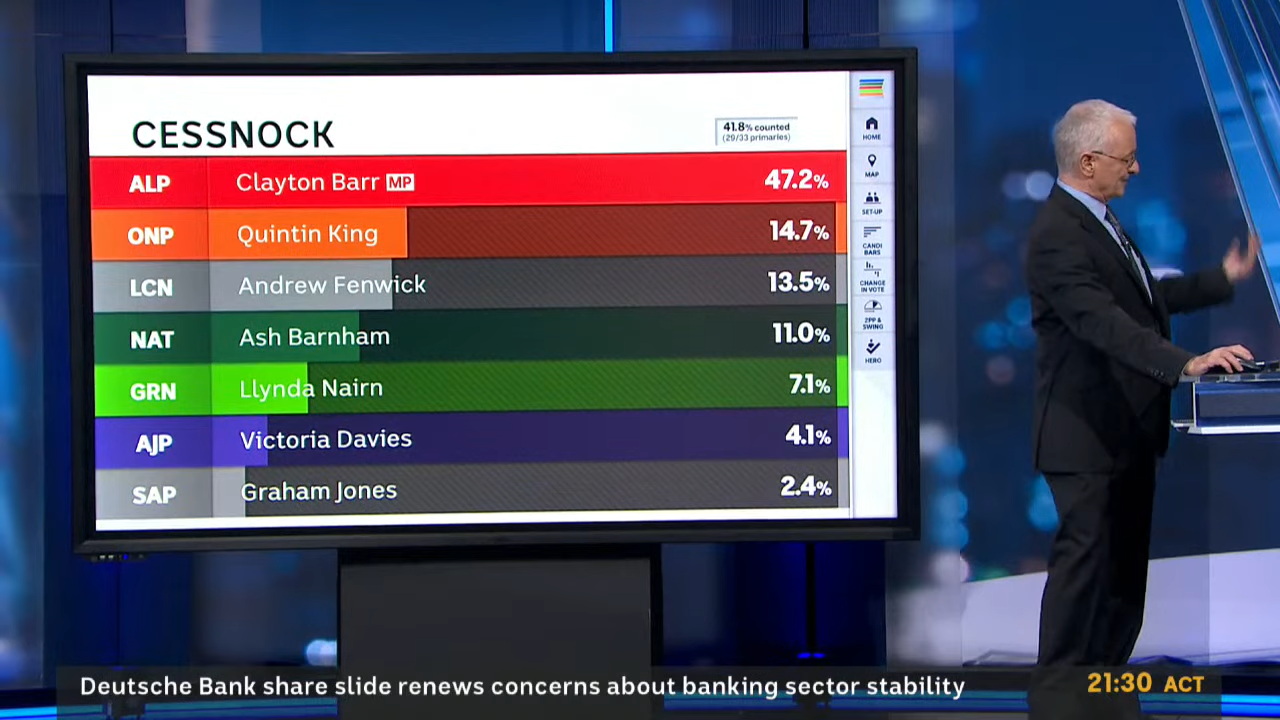 CESSNOCK
41.8% counted
(29/33 primaries)
ALP Clayton Barr MP 47.2%
ONP Quintin King 14.7%
LCN Andrew Fenwick 13.5%
NAT Ash Barnham 11.0%
GRN Llynda Nairn 7.1%
AJP Victoria Davies 4.1%
SAP Graham Jones 2.4%
HOME
MAP
SET-UP
CANDI
BARS
CHANGE
IN VOTE
2PP &
SWING
HERO
Deutsche Bank share slide renews concerns about banking sector stability
21:30 ACT